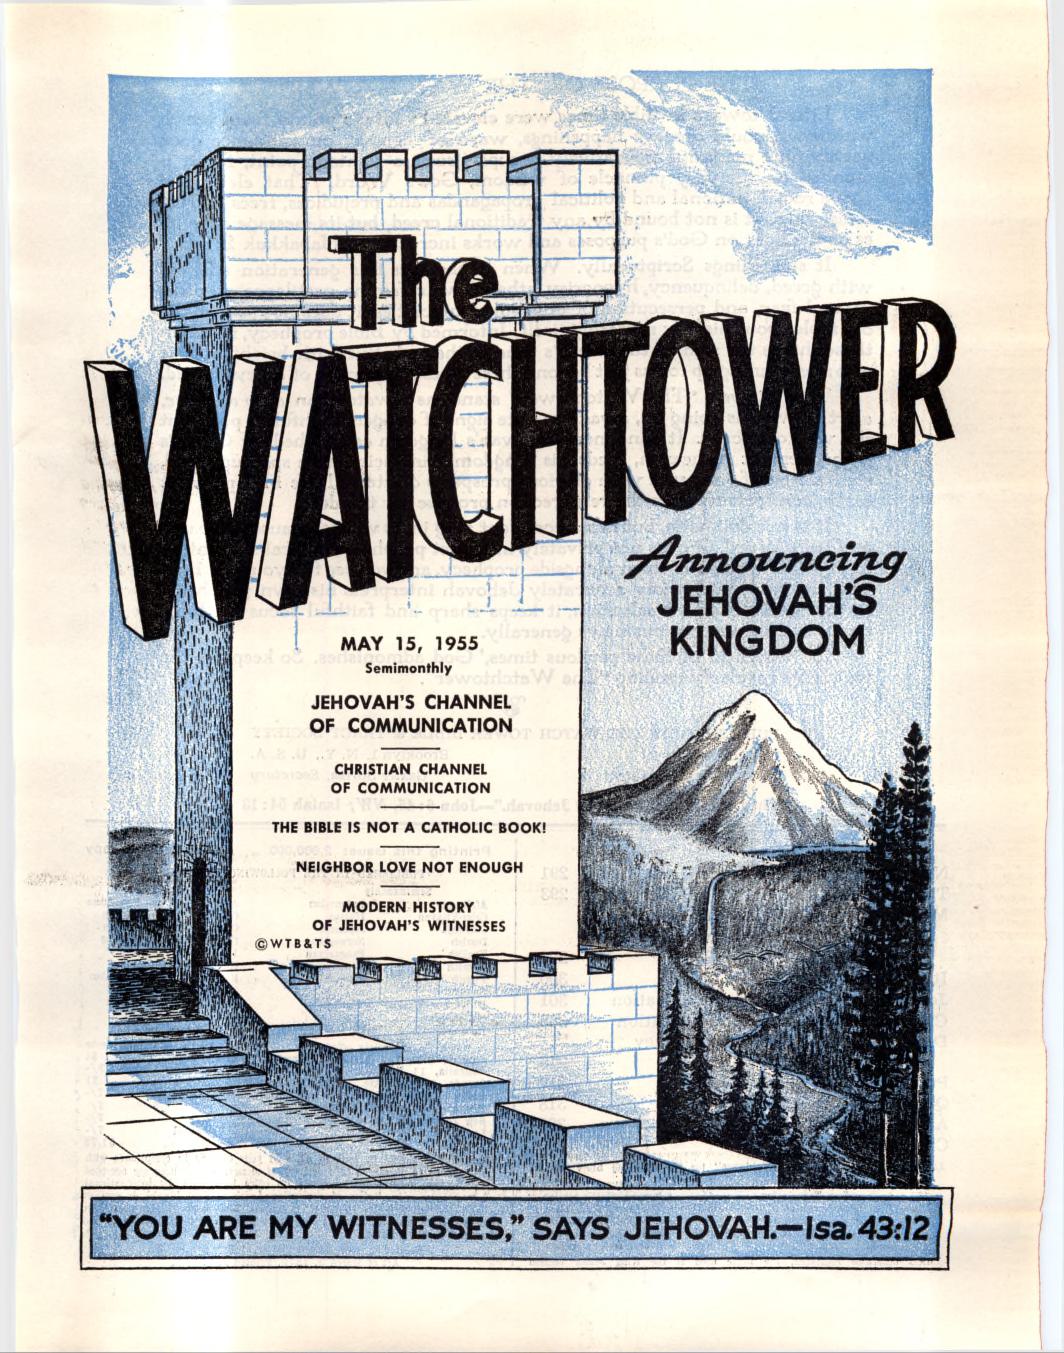 The
WATCHTOWER
Announcing
JEHOVAH'S
KINGDOM
MAY 15, 1955
Semimonthly
JEHOVAH'S CHANNEL
OF COMMUNICATION
CHRISTIAN CHANNEL
OF COMMUNICATION
THE BIBLE IS NOT A CATHOLIC BOOK!
NEIGHBOR LOVE NOT ENOUGH
MODERN HISTORY
OF JEHOVAH'S WITNESSES
©WTB&TS
“YOU ARE MY WITNESSES,” SAYS JEHOVAH.—Isa. 43:12